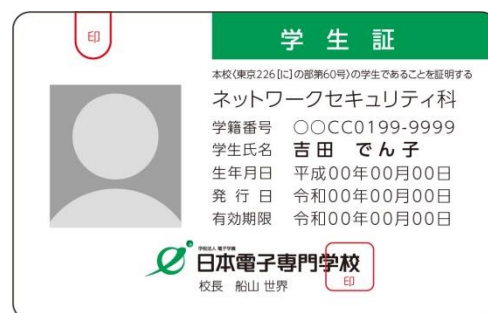 印
学生証
本校〈東京226[に]の部第60号〉の学生であることを証明する
ネットワークセキュリティ科
学籍番号 〇〇CC0199-9999
学生氏名 吉田 でん子
生年月日 平成00年00月00日
発行日 令和00年00月00日
有効期限 令和00年00月00日
学校法人 電子学園
日本電子専門学校
印
校長 船山 世界